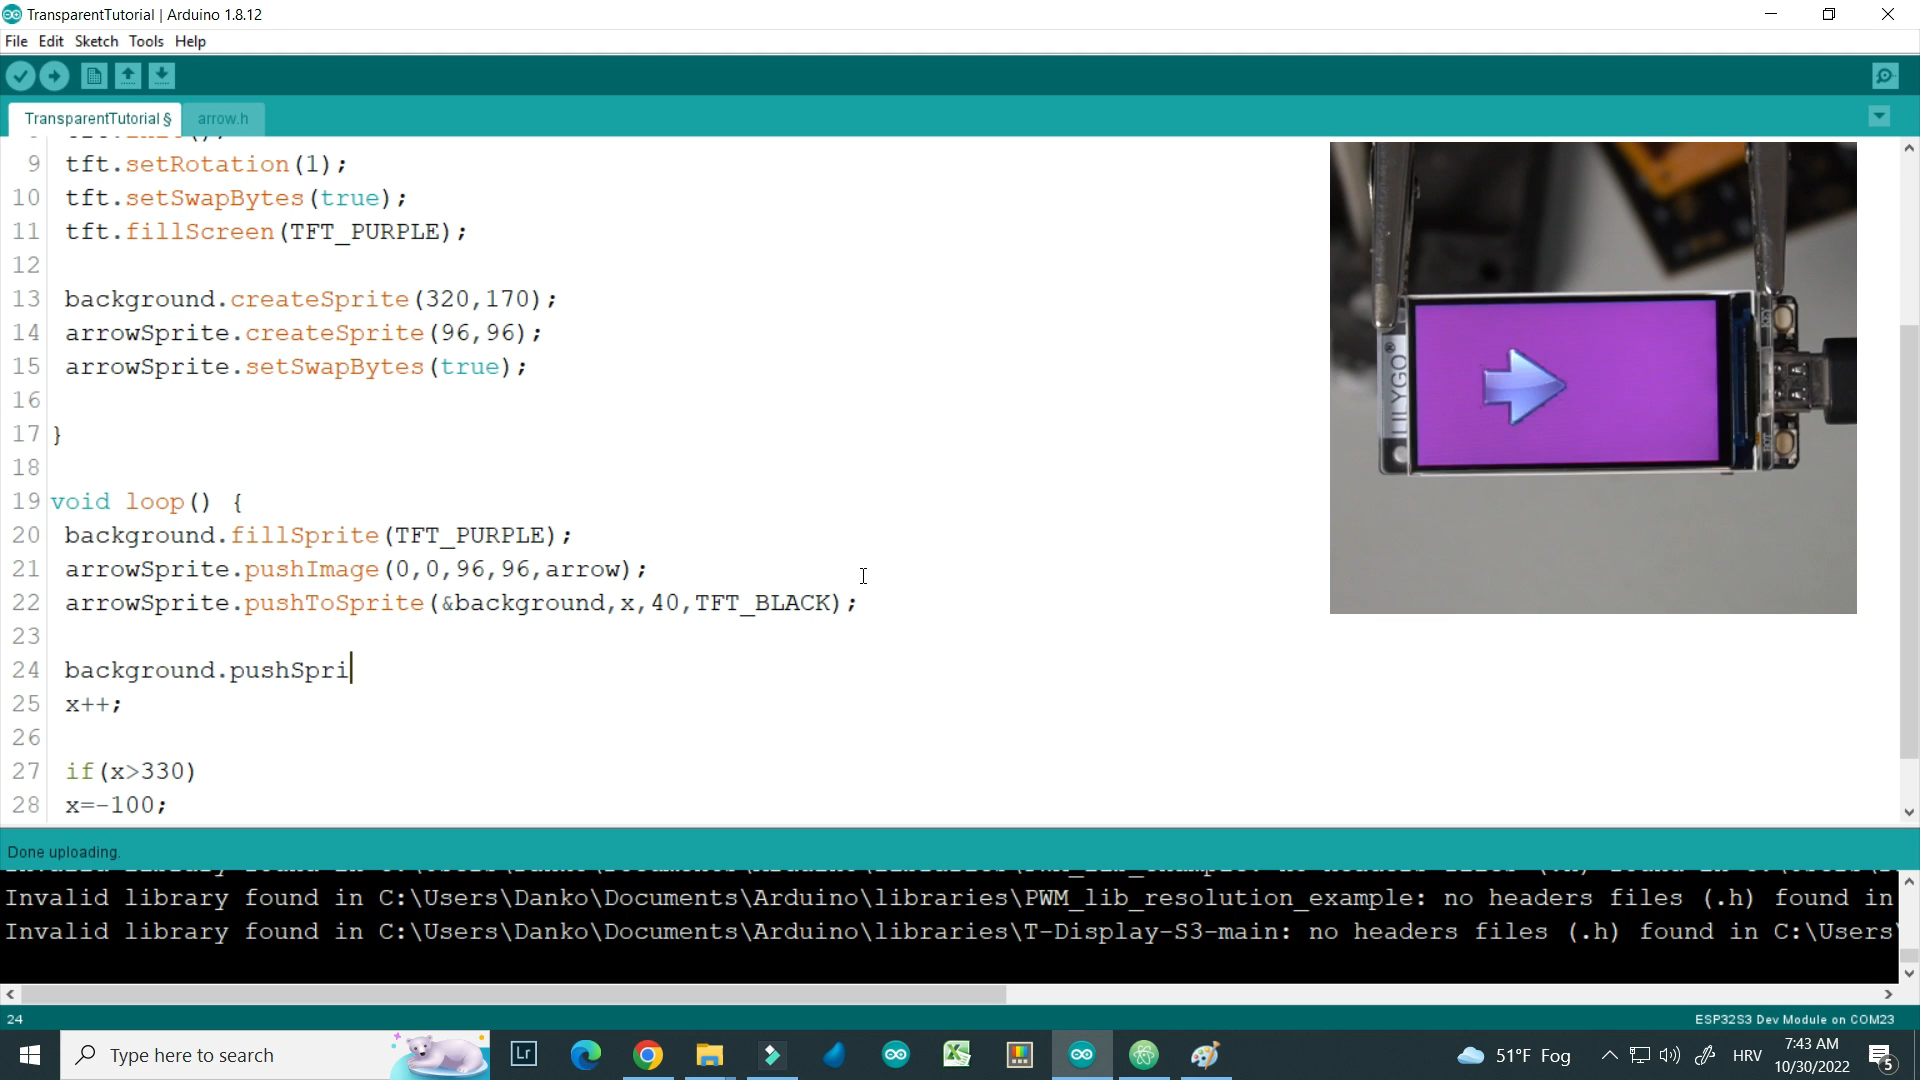 TransparentTutorial | Arduino 1.8.12
File Edit Sketch Tools Help
TransparentTutorial § arrow.h
9 tft.setRotation(1);
10 tft.setSwapBytes(true);
11 tft.fillScreen(TFT_PURPLE);
12
13 background.createSprite(320,170);
14 arrowSprite.createSprite(96,96);
15 arrowSprite.setSwapBytes(true);
16
17 }
18
19 void loop() {
20 background.fillSprite(TFT_PURPLE);
21 arrowSprite.pushImage(0,0,96,96,arrow);
22 arrowSprite.pushToSprite(&background,x,40,TFT_BLACK);
23
24 background.pushSpri
25 x++;
26
27 if(x>330)
28 x=-100;
LILYGO®
Done uploading.
Invalid library found in C:\Users\Danko\Documents\Arduino\libraries\PWM_lib_resolution_example: no headers files (.h) found in
Invalid library found in C:\Users\Danko\Documents\Arduino\libraries\T-Display-S3-main: no headers files (.h) found in C:\Users\
24
ESP32S3 Dev Module on COM23
Type here to search
Lr
51°F Fog
HRV
7:43 AM
10/30/2022
5